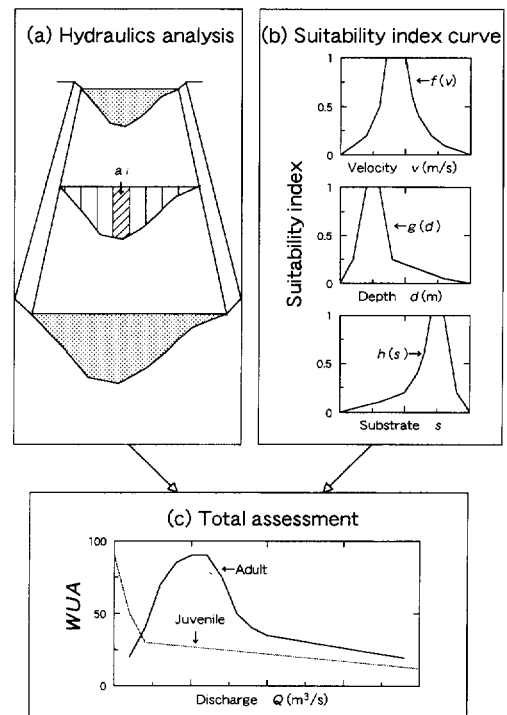 (a) Hydraulics analysis
a i
(b) Suitability index curve
Suitability index
1
0.5
0
f(v)
Velocity v(m/s)
1
0.5
0
g(d)
Depth d(m)
1
0.5
0
h(s)
Substrate s
(c) Total assessment
WUA
100
50
0
Adult
Juvenile
Discharge Q(m³/s)